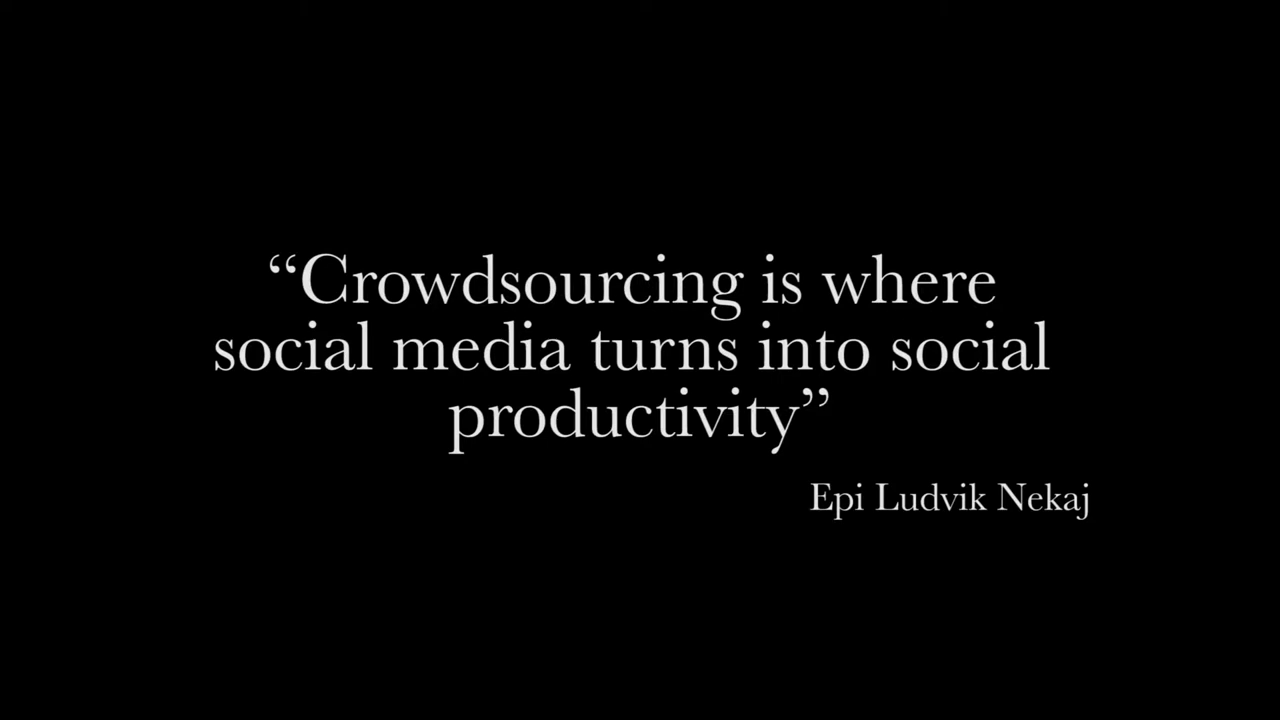 “Crowdsourcing is where
social media turns into social
productivity”
Epi Ludvik Nekaj